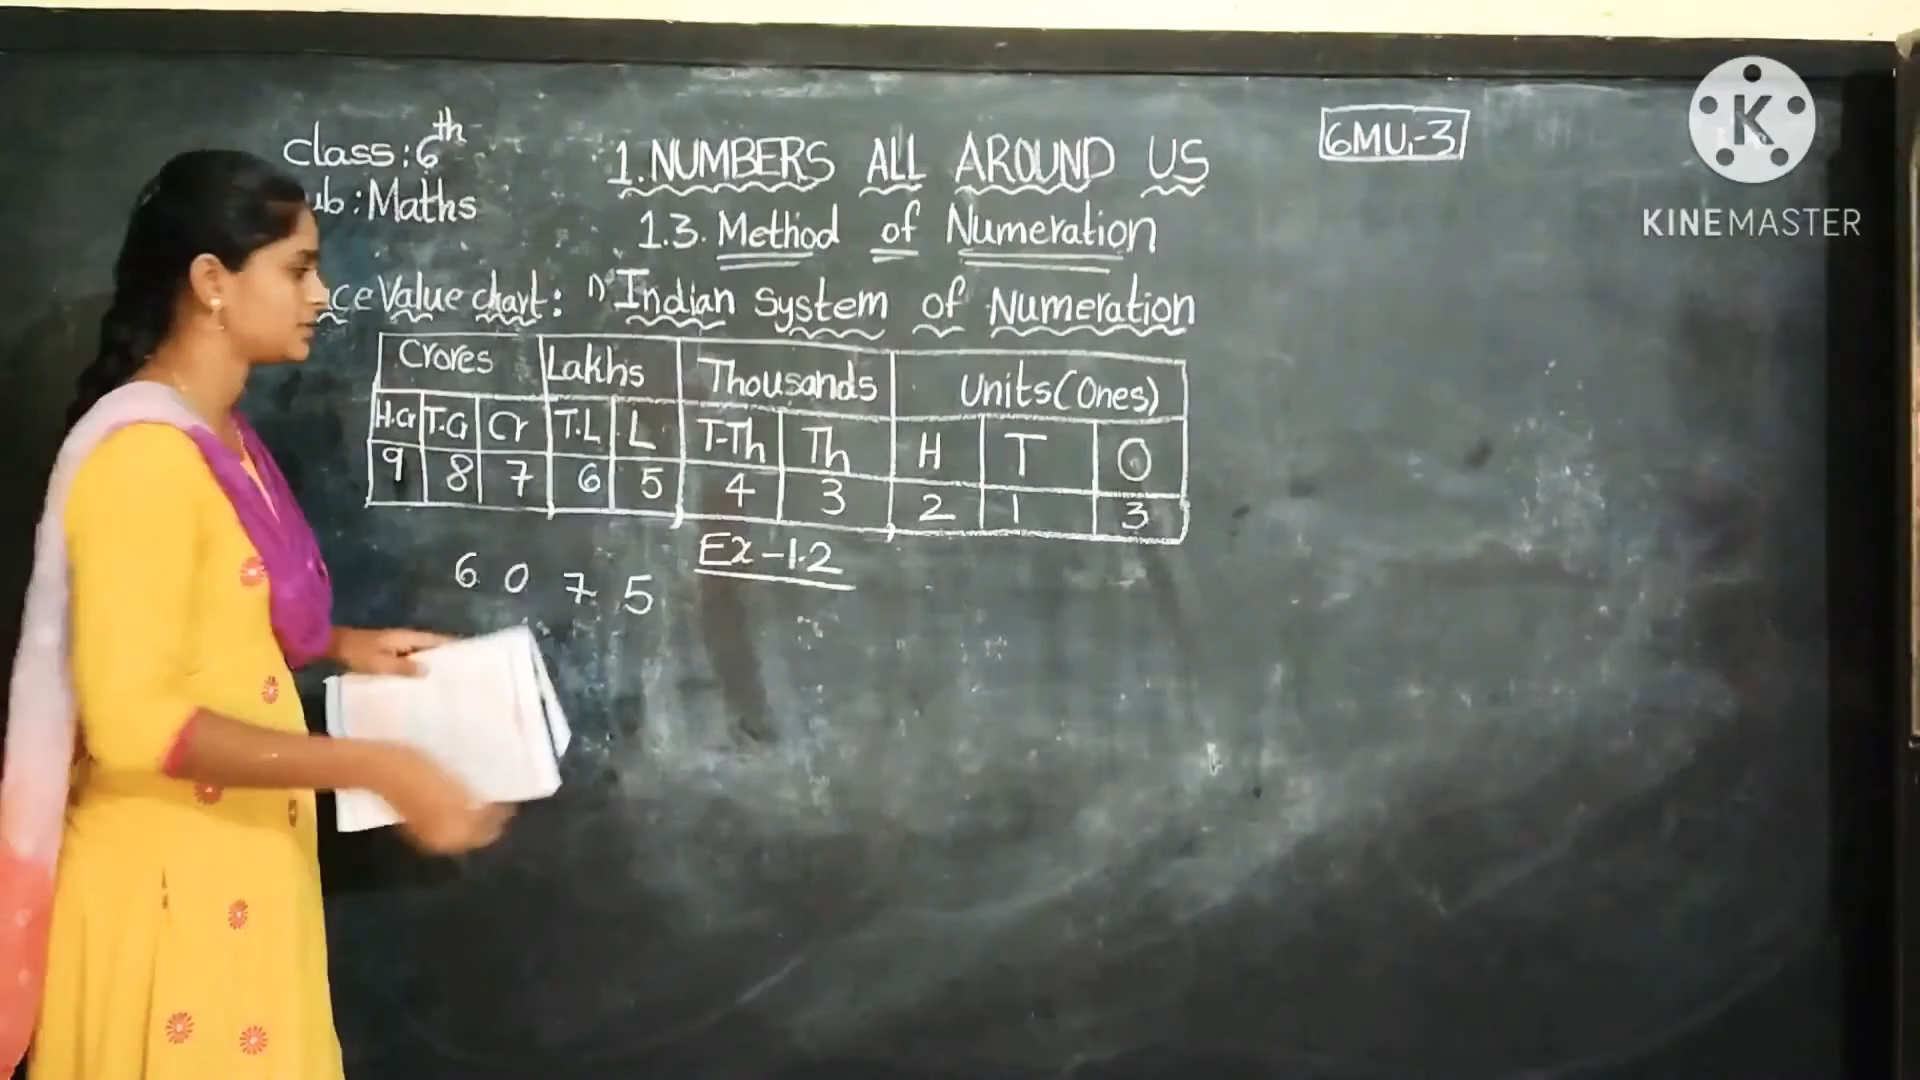 class: 6th
1. NUMBERS ALL AROUND US
6MU1-3
Maths
1.3. Method of Numeration
K
KINEMASTER
Value chart: 1) Indian System of Numeration
Crores Lakhs Thousands Units (Ones)
H.Cr T.Cr Cr T.L L T-Th Th H T O
9 8 7 6 5 4 3 2 1 3
Ex-1.2
6 0 7 5